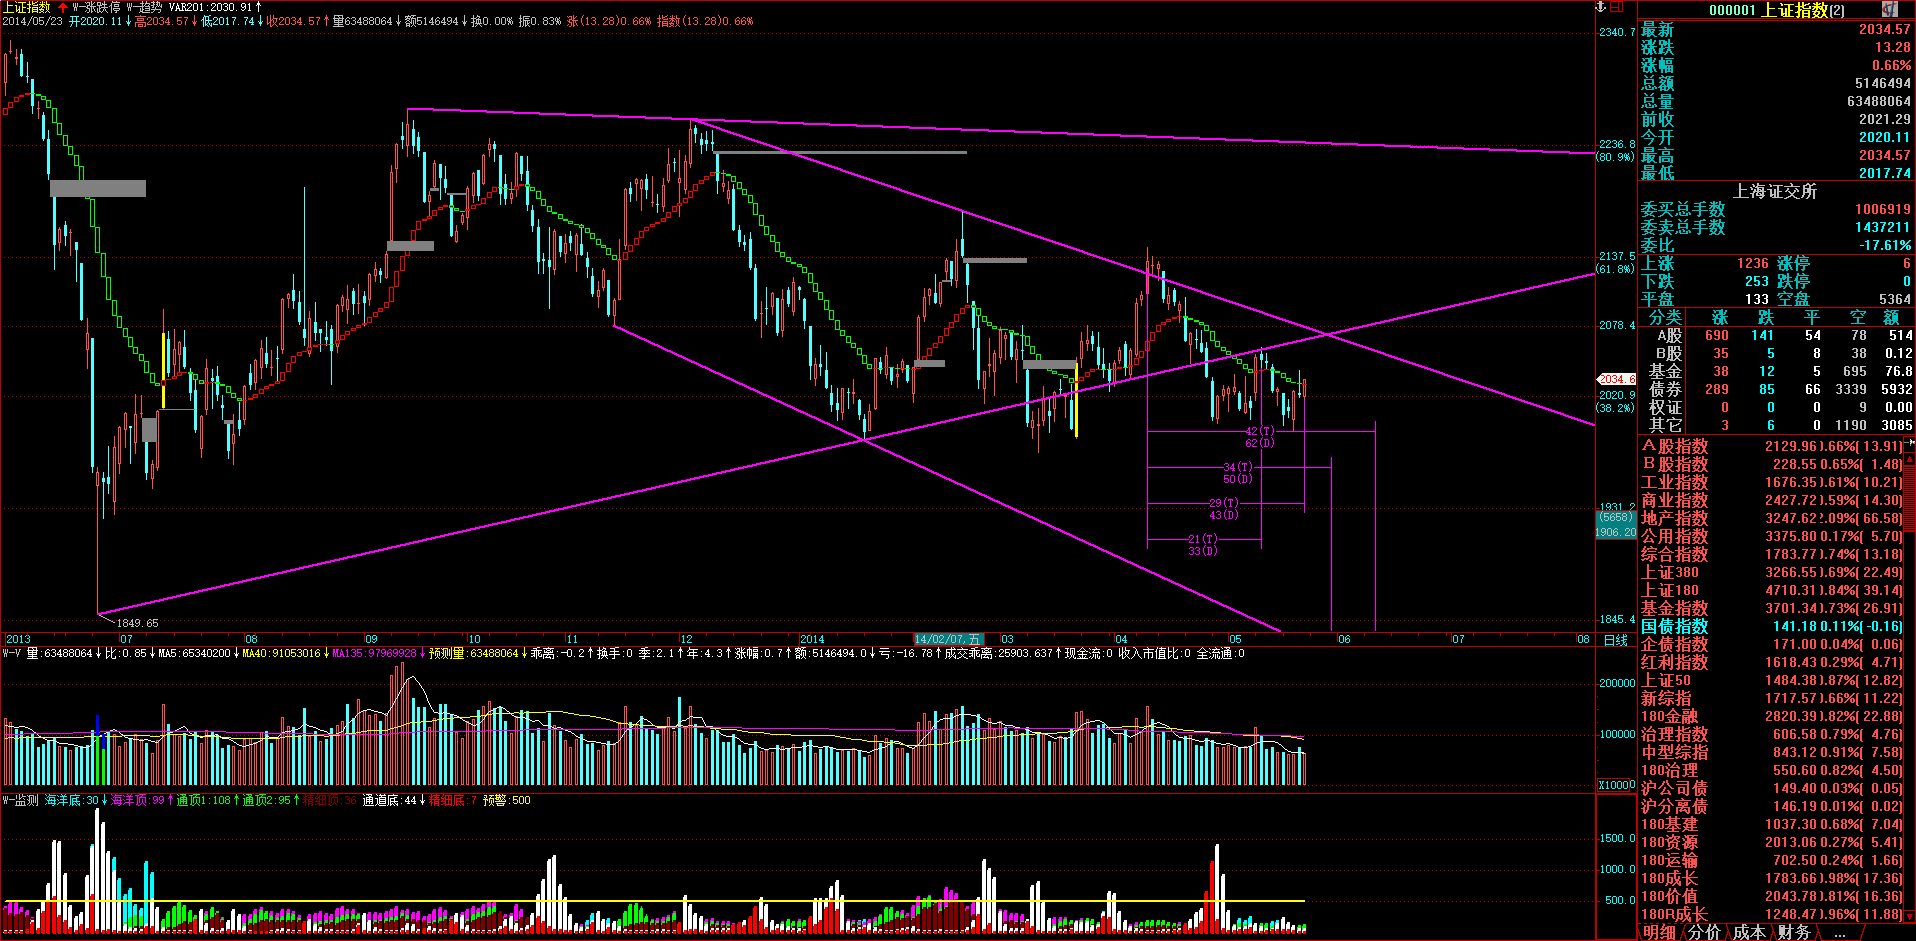 上证指数 ↑ W-涨跌停 W-趋势 VAR201:2030.91↑
2014/05/23 开2020.11↓高2034.57↓低2017.74↓收2034.57↑量63488064↓额5146494↓换0.00% 振0.83% 涨(13.28)0.66% 指数(13.28)0.66%
2340.7
2236.8
(80.9%)
2137.5
(61.8%)
2078.4
2034.6
2020.9
(38.2%)
1931.2
(5658)
1906.20
1845.4
42(T)
62(D)
34(T)
50(D)
29(T)
43(D)
21(T)
33(D)
1849.65
2013 07 08 09 10 11 12 2014 14/02/07,五 03 04 05 06 07 08 日线
W-V 量:63488064↓比:0.85↓MA5:65340200↓MA40:91053016↓MA135:97969928↓预测量:63488064↓乖离:-0.2↑换手:0 季:2.1↑年:4.3↑涨幅:0.7↑额:5146494.0↓亏:-16.78↑成交乖离:25903.637↑现金流:0 收入市值比:0 全流通:0
200000
100000
X10000
W-监测 海洋底:30↓海洋顶:99↑通顶1:108↑通顶2:95↑精细顶:36 通道底:44↓精细底:7 预警:500
1500.0
1000.0
500.0
000001 上证指数(2)
最新 2034.57
涨跌 13.28
涨幅 0.66%
总额 5146494
总量 63488064
前收 2021.29
今开 2020.11
最高 2034.57
最低 2017.74
上海证交所
委买总手数 1006919
委卖总手数 1437211
委比 -17.61%
上涨 1236 涨停 6
下跌 253 跌停 0
平盘 133 空盘 5364
分类 涨 跌 平 空 额
A股 690 141 54 78 514
B股 35 5 8 38 0.12
基金 38 12 5 695 76.8
债券 289 85 66 3339 5932
权证 0 0 0 9 0.00
其它 3 6 0 1190 3085
A股指数 2129.96).66%( 13.91)
B股指数 228.55 0.65%( 1.48)
工业指数 1676.35).61%( 10.21)
商业指数 2427.72).59%( 14.30)
地产指数 3247.62!.09%( 66.58)
公用指数 3375.80 0.17%( 5.70)
综合指数 1783.77).74%( 13.18)
上证380 3266.55).69%( 22.49)
上证180 4710.31).84%( 39.14)
基金指数 3701.34).73%( 26.91)
国债指数 141.18 0.11%( -0.16)
企债指数 171.00 0.04%( 0.06)
红利指数 1618.43 0.29%( 4.71)
上证50 1484.38).87%( 12.82)
新综指 1717.57).66%( 11.22)
180金融 2820.39).82%( 22.88)
治理指数 606.58 0.79%( 4.76)
中型综指 843.12 0.91%( 7.58)
180治理 550.60 0.82%( 4.50)
沪公司债 149.40 0.03%( 0.05)
沪分离债 146.19 0.01%( 0.02)
180基建 1037.30 0.68%( 7.04)
180资源 2013.06 0.27%( 5.41)
180运输 702.50 0.24%( 1.66)
180成长 1783.66).98%( 17.36)
180价值 2043.78).81%( 16.36)
180R成长 1248.47).96%( 11.88)
明细 分价 成本 财务 ...